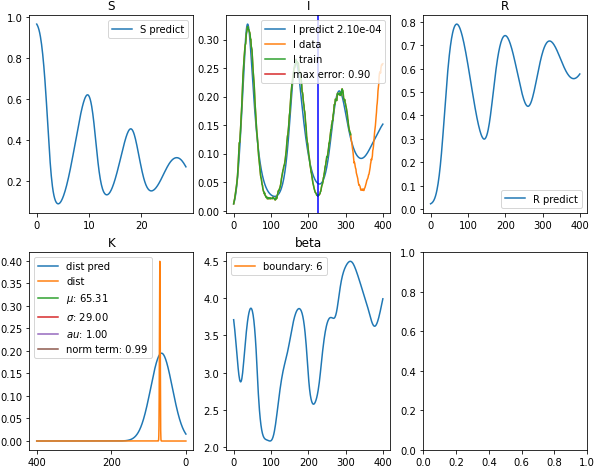 S
I
R
1.0
0.8
0.6
0.4
0.2
0 10 20
S predict
0.30
0.25
0.20
0.15
0.10
0.05
0.00
0 100 200 300 400
I predict 2.10e-04
I data
I train
max error: 0.90
0.8
0.7
0.6
0.5
0.4
0.3
0.2
0.1
0.0
0 100 200 300 400
R predict
K
beta
0.40
0.35
0.30
0.25
0.20
0.15
0.10
0.05
0.00
400 200 0
dist pred
dist
μ: 65.31
σ: 29.00
au: 1.00
norm term: 0.99
4.5
4.0
3.5
3.0
2.5
2.0
0 100 200 300 400
boundary: 6
1.0
0.8
0.6
0.4
0.2
0.0
0.0 0.2 0.4 0.6 0.8 1.0